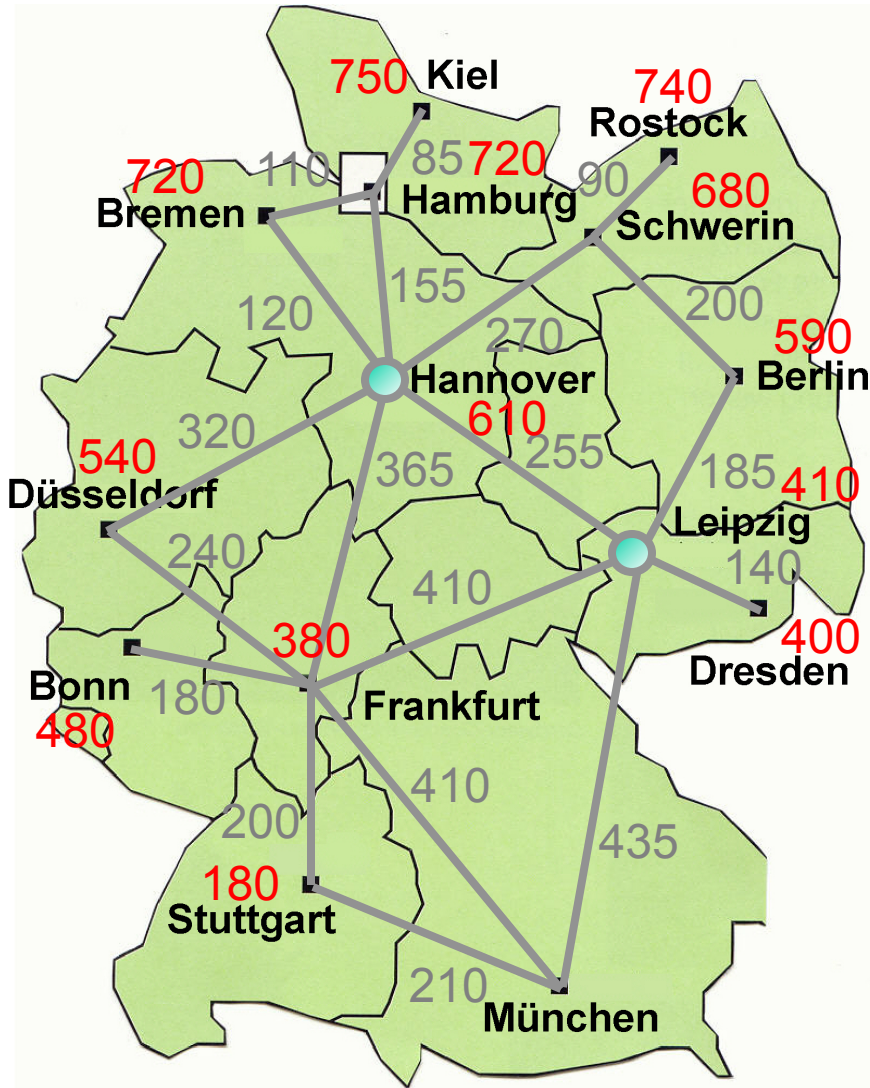 750 Kiel
740
Rostock
110
85
720
90
720
Bremen
Hamburg
680
Schwerin
155
200
120
270
590
Hannover
Berlin
610
320
540
365
255
185
410
Düsseldorf
Leipzig
240
410
140
380
400
Bonn
Dresden
180
Frankfurt
480
410
200
435
180
Stuttgart
210
München